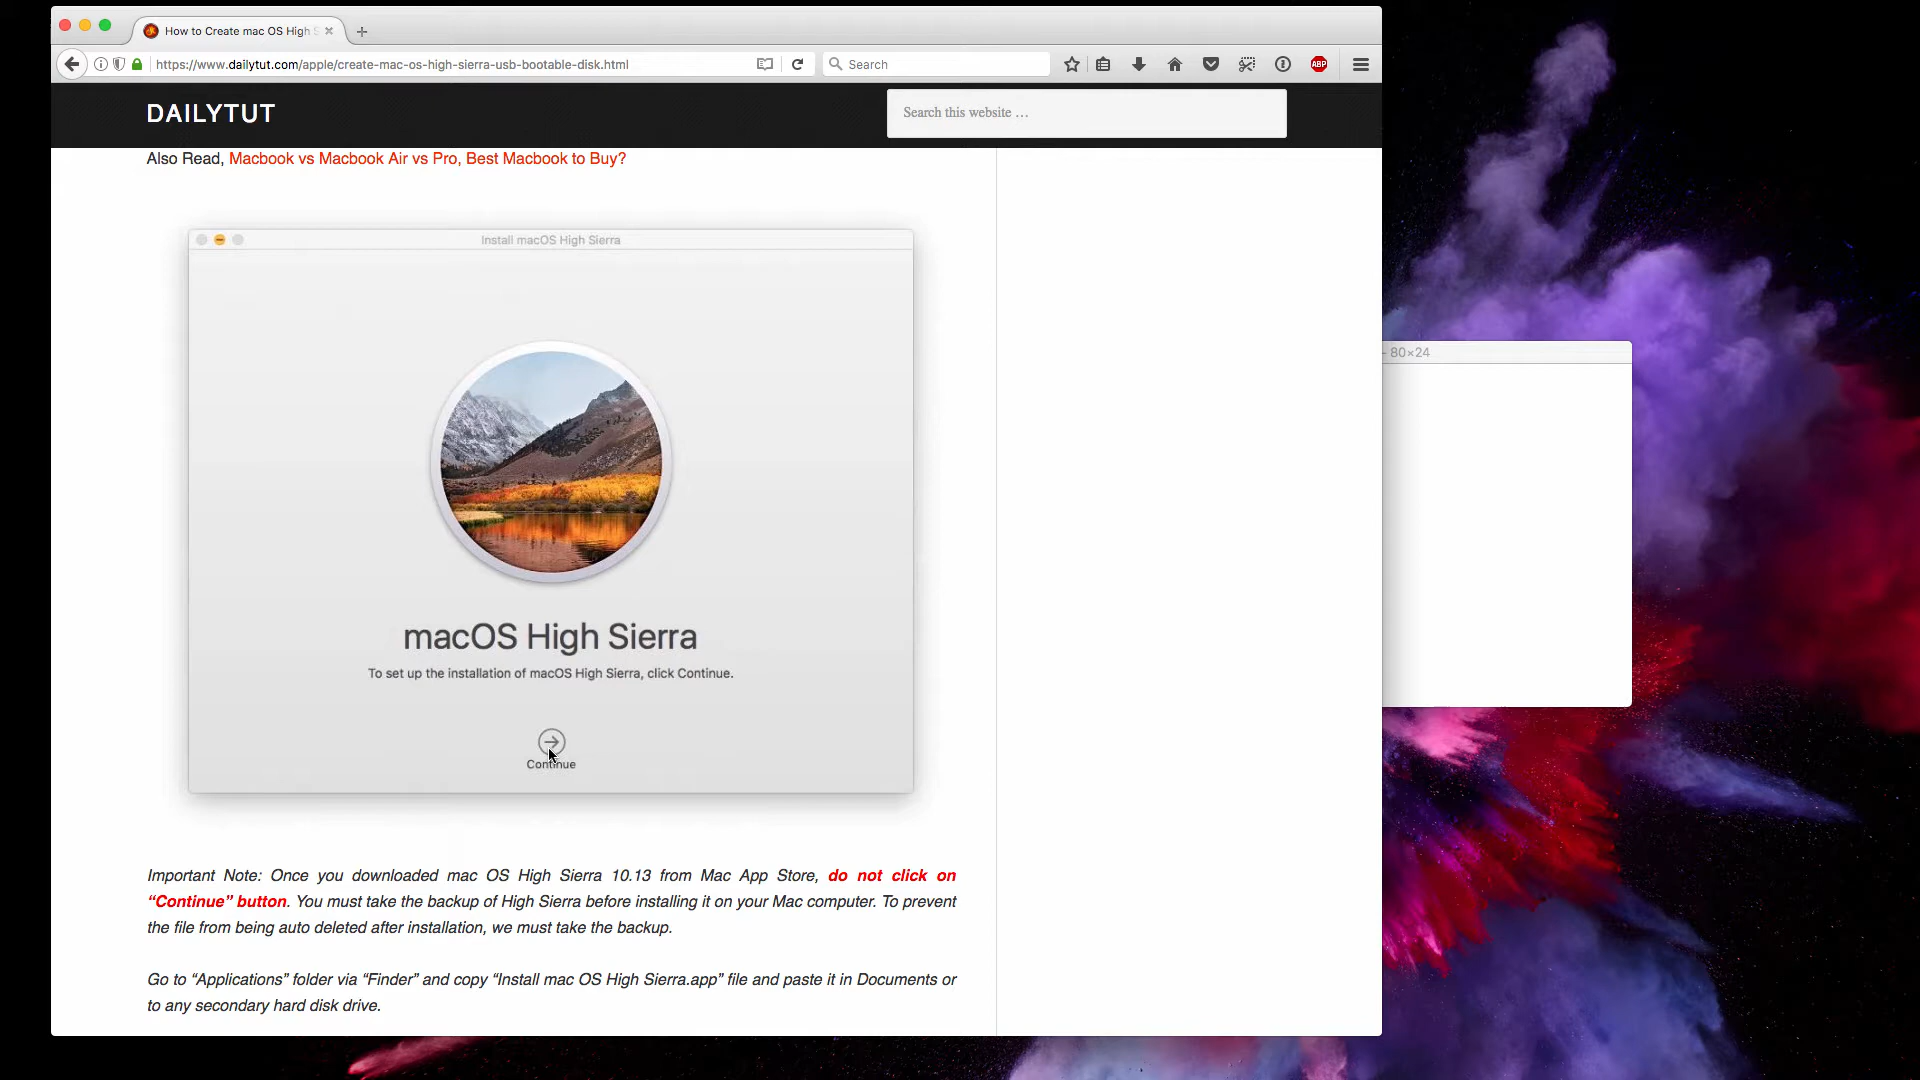 How to Create mac OS High S
https://www.dailytut.com/apple/create-mac-os-high-sierra-usb-bootable-disk.html
Search
ABP
DAILYTUT
Search this website …
Also Read, Macbook vs Macbook Air vs Pro, Best Macbook to Buy?
Install macOS High Sierra
- 80×24
macOS High Sierra
To set up the installation of macOS High Sierra, click Continue.
Continue
Important Note: Once you downloaded mac OS High Sierra 10.13 from Mac App Store, do not click on
“Continue” button. You must take the backup of High Sierra before installing it on your Mac computer. To prevent
the file from being auto deleted after installation, we must take the backup.
Go to “Applications” folder via “Finder” and copy “Install mac OS High Sierra.app” file and paste it in Documents or
to any secondary hard disk drive.